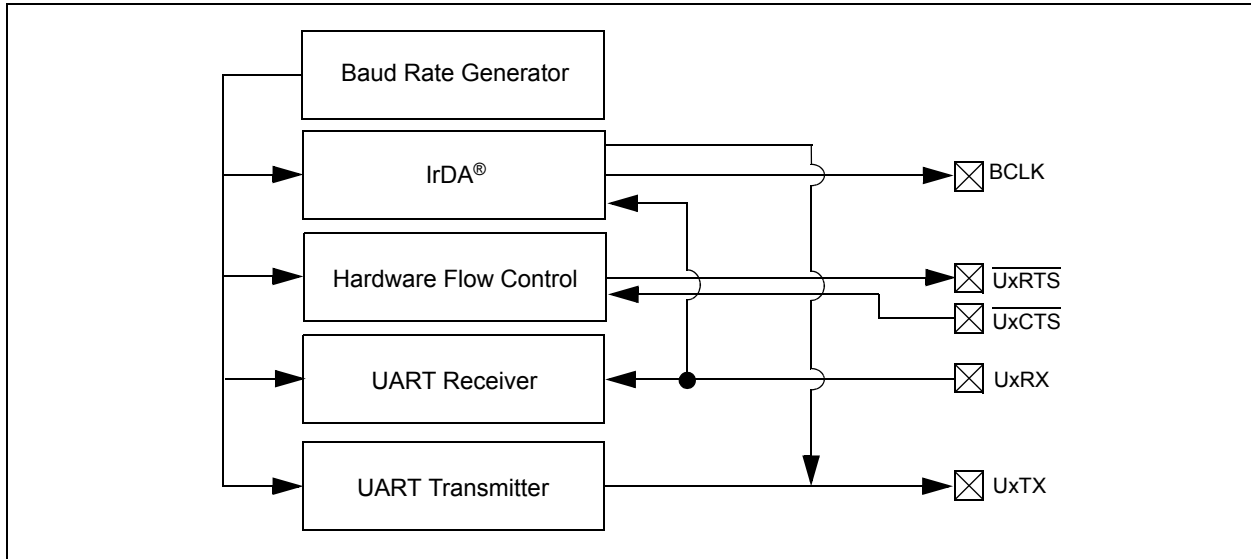 Baud Rate Generator
IrDA®
BCLK
Hardware Flow Control
UxRTS
UxCTS
UART Receiver
UxRX
UART Transmitter
UxTX